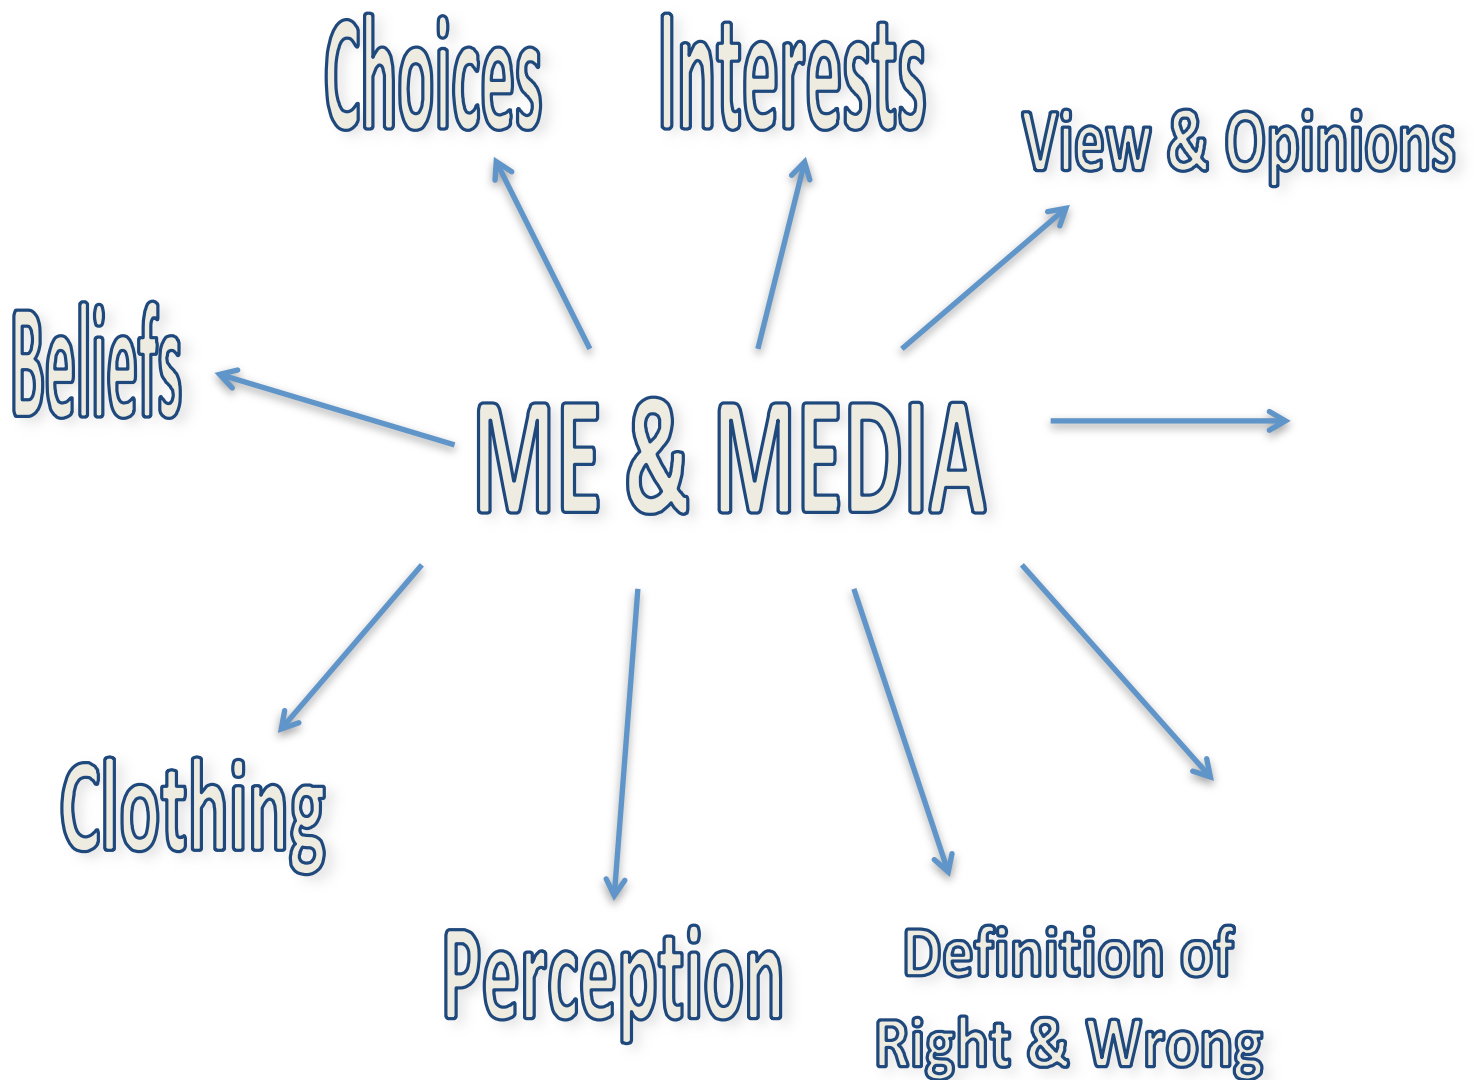 Choices
Interests
View & Opinions
Beliefs
ME & MEDIA
Clothing
Perception
Definition of
Right & Wrong